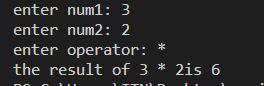 enter num1: 3
enter num2: 2
enter operator: *
the result of 3 * 2is 6